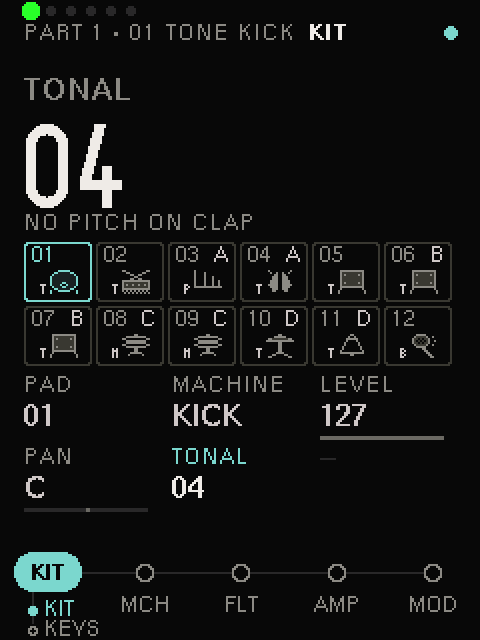 PART 1 · 01 TONE KICK KIT
TONAL
04
NO PITCH ON CLAP
01 02 03 A 04 A 05 06 B
T T P T T T
07 B 08 C 09 C 10 D 11 D 12
T M M T T B
PAD MACHINE LEVEL
01 KICK 127
PAN TONAL —
C 04
KIT
KIT MCH FLT AMP MOD
KEYS